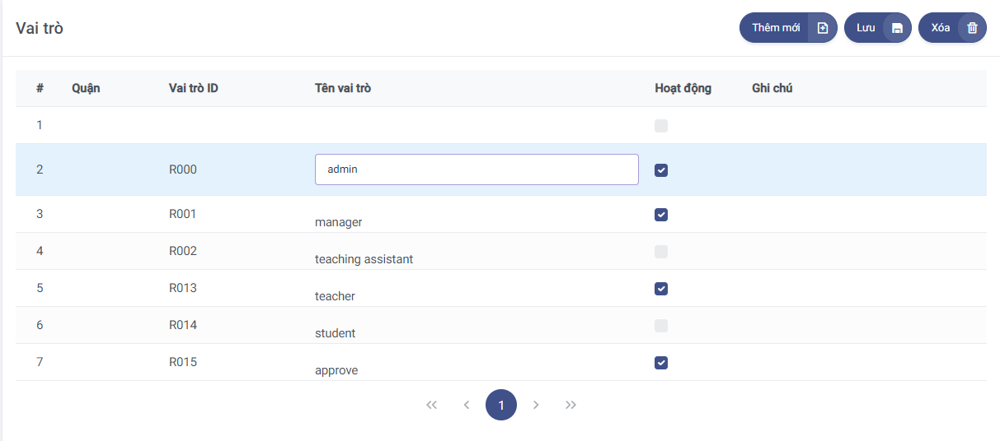 Vai trò
Thêm mới
Lưu
Xóa
# Quận Vai trò ID Tên vai trò Hoạt động Ghi chú
1
2 R000 admin
3 R001 manager
4 R002 teaching assistant
5 R013 teacher
6 R014 student
7 R015 approve
1